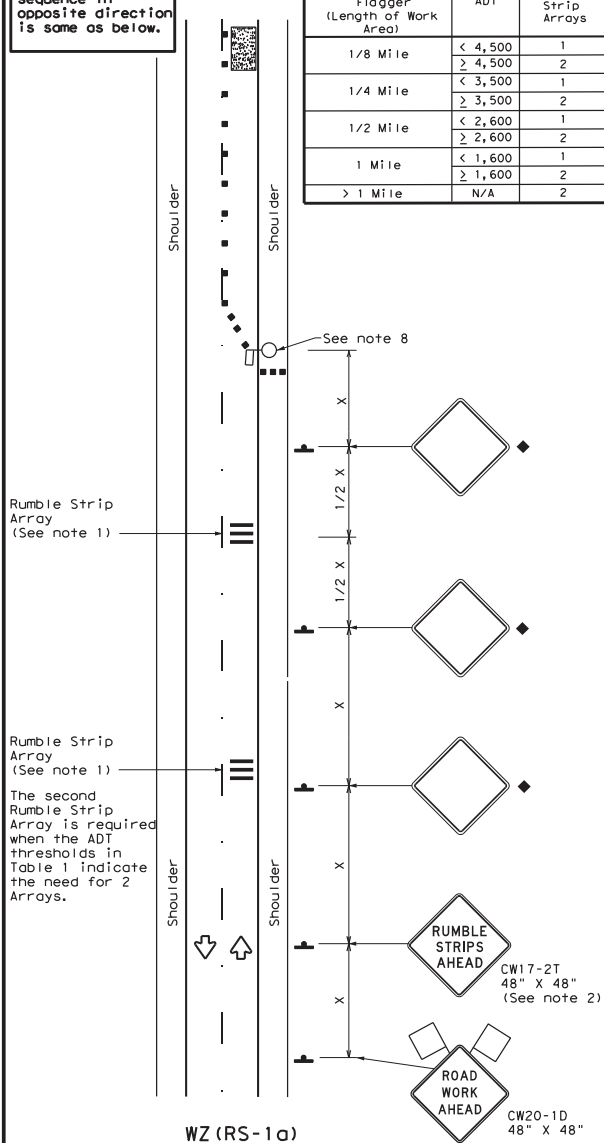 sequence in
opposite direction
is same as below.
Flagger
(Length of Work
Area)
ADT
Strip
Arrays
1/8 Mile
< 4,500 1
≥ 4,500 2
1/4 Mile
< 3,500 1
≥ 3,500 2
1/2 Mile
< 2,600 1
≥ 2,600 2
1 Mile
< 1,600 1
≥ 1,600 2
> 1 Mile N/A 2
Shoulder
Shoulder
See note 8
X
1/2 X
Rumble Strip
Array
(See note 1)
1/2 X
X
Rumble Strip
Array
(See note 1)
The second
Rumble Strip
Array is required
when the ADT
thresholds in
Table 1 indicate
the need for 2
Arrays.
X
Shoulder
Shoulder
RUMBLE
STRIPS
AHEAD
CW17-2T
48" X 48"
(See note 2)
X
ROAD
WORK
AHEAD
CW20-1D
48" X 48"
WZ(RS-1a)